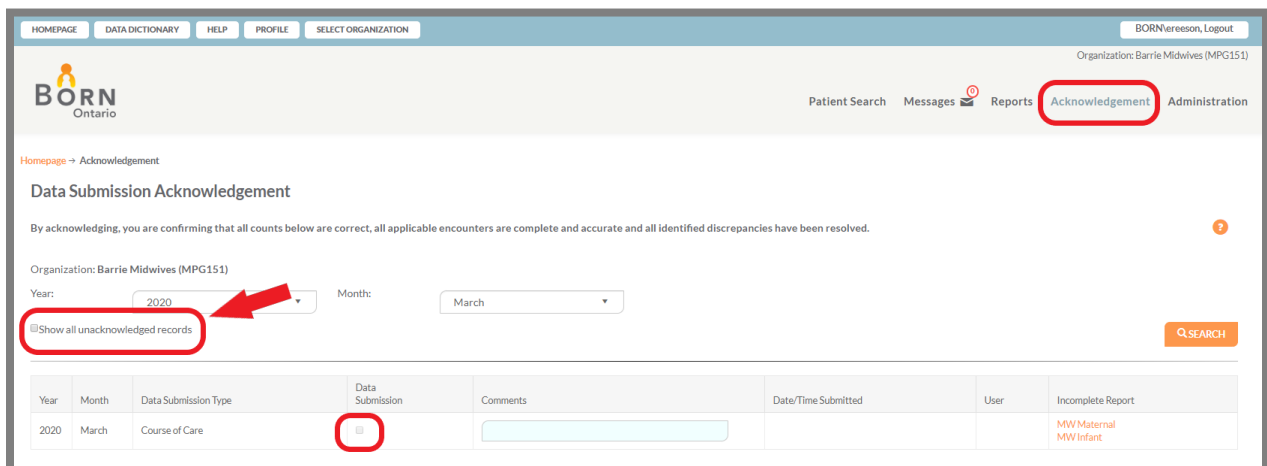 HOMEPAGE DATA DICTIONARY HELP PROFILE SELECT ORGANIZATION BORN\ereeson, Logout
Organization: Barrie Midwives (MPG151)
BORN
Ontario
Patient Search Messages 0 Reports Acknowledgement Administration
Homepage → Acknowledgement
Data Submission Acknowledgement
By acknowledging, you are confirming that all counts below are correct, all applicable encounters are complete and accurate and all identified discrepancies have been resolved. ?
Organization: Barrie Midwives (MPG151)
Year: 2020 Month: March
Show all unacknowledged records
SEARCH
Year Month Data Submission Type Data Submission Comments Date/Time Submitted User Incomplete Report
2020 March Course of Care MW Maternal
MW Infant